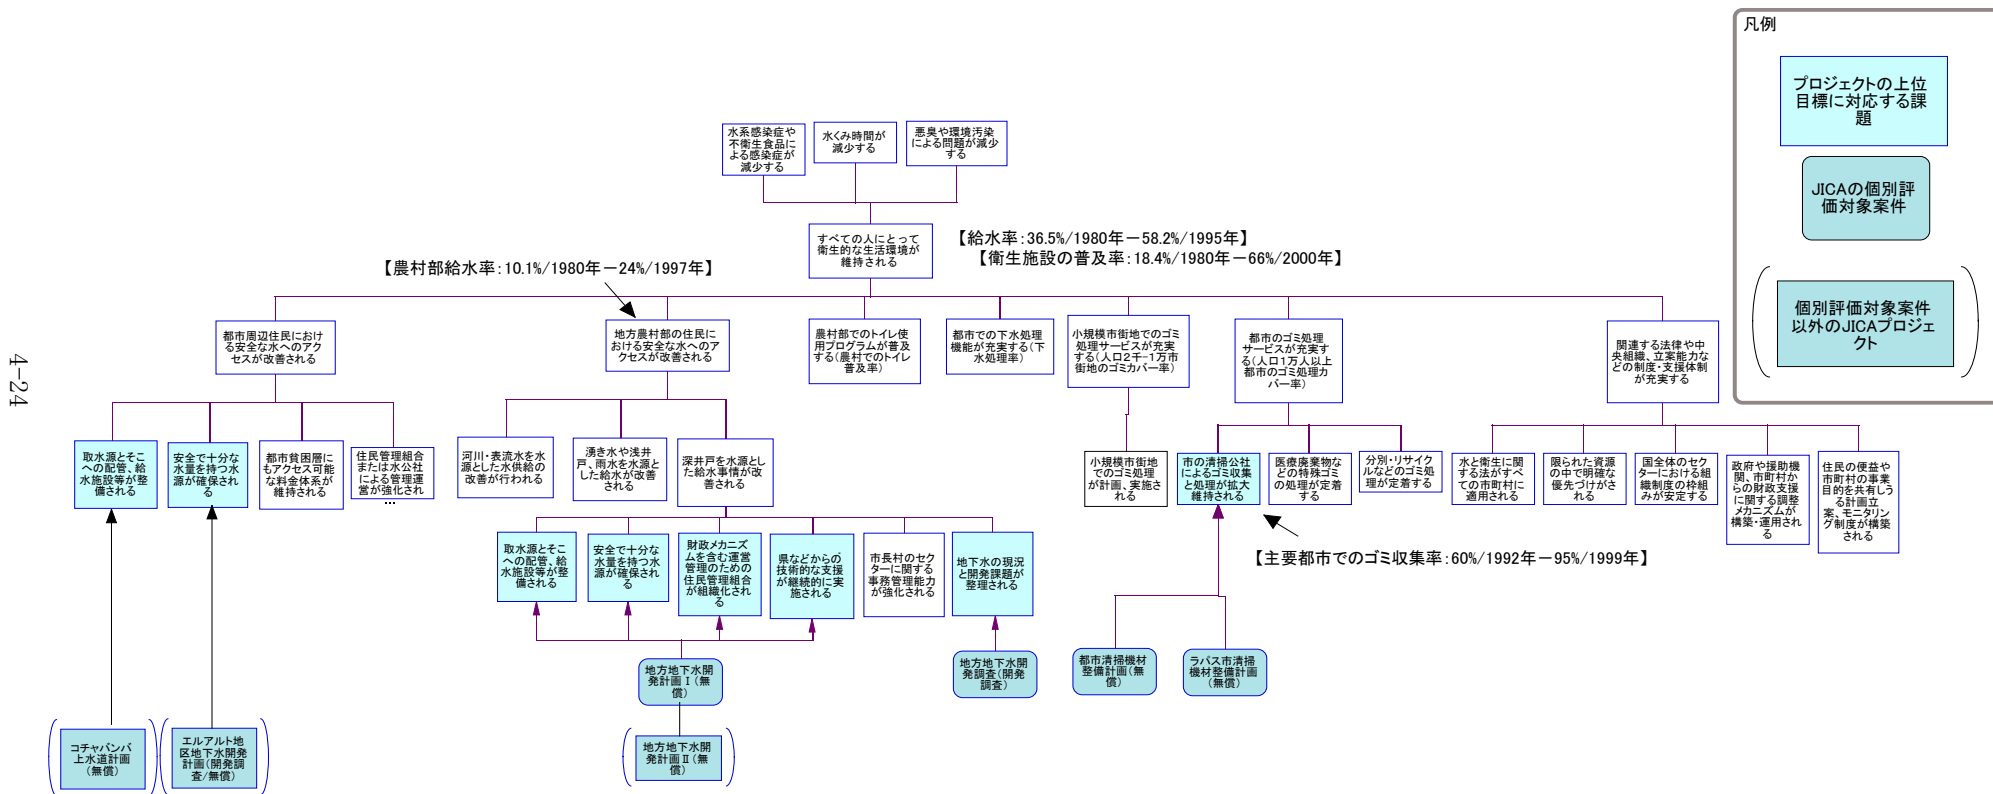 凡例
プロジェクトの上位
目標に対応する課
題
JICAの個別評
価対象案件
個別評価対象案件
以外のJICAプロジェ
クト
水系感染症や
不衛生食品に
よる感染症が
減少する
水くみ時間が
減少する
悪臭や環境汚染
による問題が減少
する
すべての人にとって
衛生的な生活環境が
維持される
【給水率:36.5%/1980年－58.2%/1995年】
【衛生施設の普及率:18.4%/1980年－66%/2000年】
【農村部給水率:10.1%/1980年－24%/1997年】
都市周辺住民におけ
る安全な水へのアク
セスが改善される
地方農村部の住民に
おける安全な水へのア
クセスが改善される
農村部でのトイレ使
用プログラムが普及
する(農村でのトイレ
普及率)
都市での下水処理
機能が充実する(下
水処理率)
小規模市街地でのゴミ
処理サービスが充実
する(人口2千-1万市
街地のゴミカバー率)
都市のゴミ処理
サービスが充実す
る(人口1万人以上
都市のゴミ処理カ
バー率)
関連する法律や中
央組織、立案能力な
どの制度・支援体制
が充実する
4-24
取水源とそこ
への配管、給
水施設等が整
備される
安全で十分な
水量を持つ水
源が確保され
る
都市貧困層に
もアクセス可能
な料金体系が
維持される
住民管理組合
または水公社
による管理運
営が強化され
...
河川・表流水を水
源とした水供給の
改善が行われる
湧き水や浅井
戸、雨水を水源と
した給水が改
善される
深井戸を水源とし
た給水事情が改
善される
小規模市街地
でのゴミ処理
が計画、実施さ
れる
市の清掃公社
によるゴミ収集
と処理が拡大
維持される
医療廃棄物な
どの特殊ゴミ
の処理が定着
する
分別・リサイク
ルなどのゴミ処
理が定着する
水と衛生に関
する法がすべ
ての市町村に
適用される
限られた資源
の中で明確な
優先づけがさ
れる
国全体のセク
ターにおける組
織制度の枠組
みが安定する
政府や援助機
関、市町村か
らの財政支援
に関する調整
メカニズムが
構築・運用され
る
住民の便益や
市町村の事業
目的を共有しう
る計画立
案、モニタリン
グ制度が構築
される
取水源とそこ
への配管、給
水施設等が整
備される
安全で十分な
水量を持つ水
源が確保され
る
財政メカニズ
ムを含む運営
管理のための
住民管理組合
が組織化され
る
県などからの
技術的な支援
が継続的に実
施される
市長村のセク
ターに関する
事務管理能力
が強化される
地下水の現況
と開発課題が
整理される
【主要都市でのゴミ収集率:60%/1992年－95%/1999年】
地方地下水開
発計画Ⅰ(無
償)
地方地下水開
発調査(開発
調査)
都市清掃機材
整備計画(無
償)
ラパス市清掃
機材整備計画
(無償)
コチャバンバ
上水道計画
(無償)
エルアルト地
区地下水開発
計画(開発調
査/無償)
地方地下水開
発計画Ⅱ(無
償)